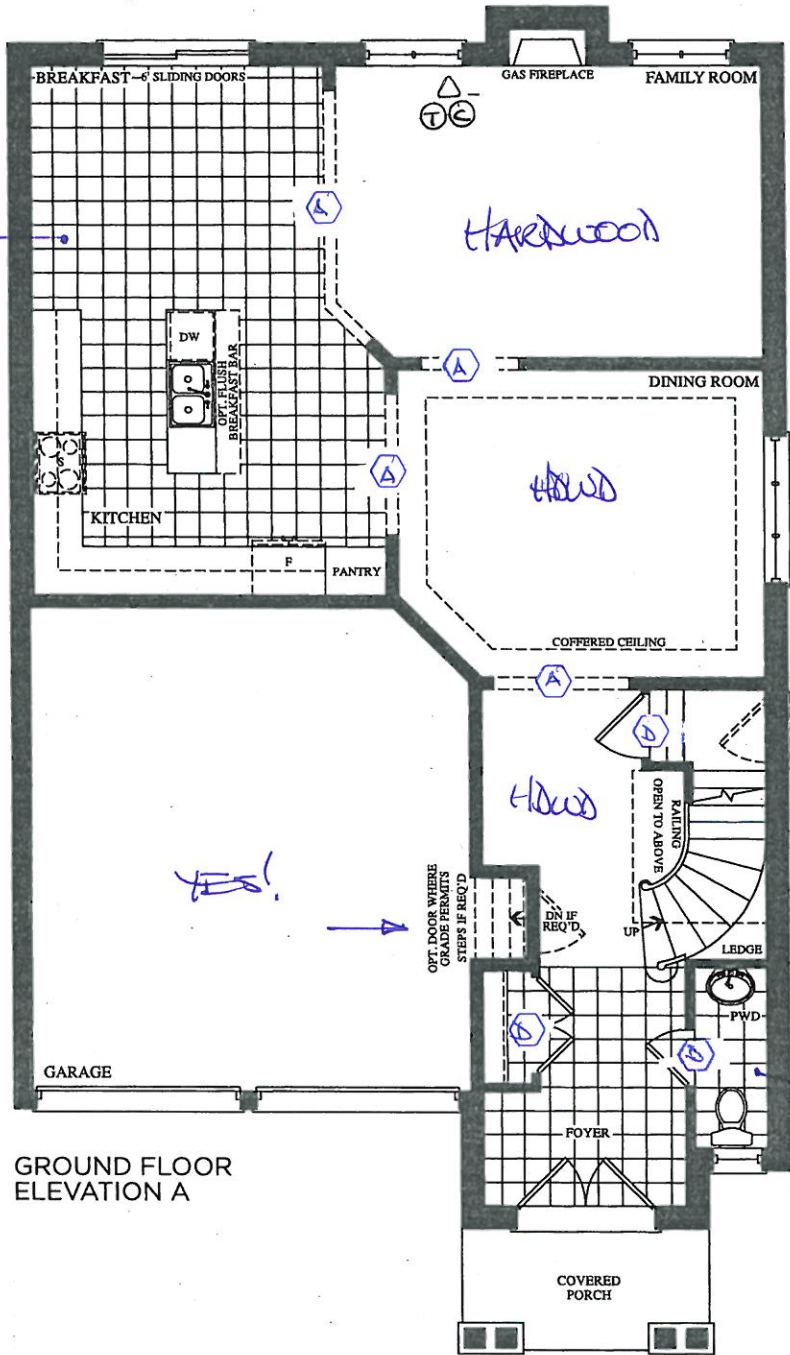 BREAKFAST 6' SLIDING DOORS
GAS FIREPLACE
FAMILY ROOM
T C
A
HARDWOOD
DW
OPT. FLUSH
BREAKFAST BAR
A
DINING ROOM
S
A
HDWD
KITCHEN
F
PANTRY
COFFERED CEILING
A
D
HDWD
RAILING
OPEN TO ABOVE
YES!
OPT. DOOR WHERE
GRADE PERMITS
STEPS IF REQ'D
DN IF
REQ'D
UP
LEDGE
PWD
D
D
GARAGE
FOYER
GROUND FLOOR
ELEVATION A
COVERED
PORCH